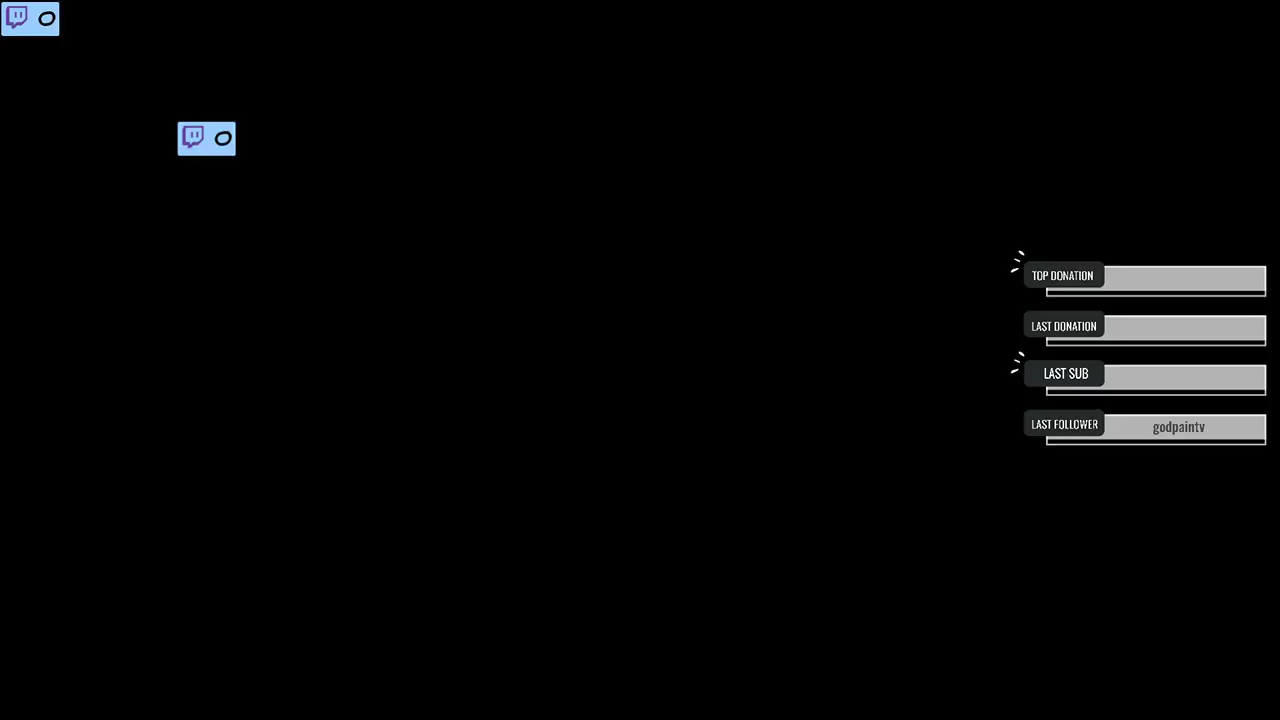 0
0
TOP DONATION
LAST DONATION
LAST SUB
LAST FOLLOWER godpaintv